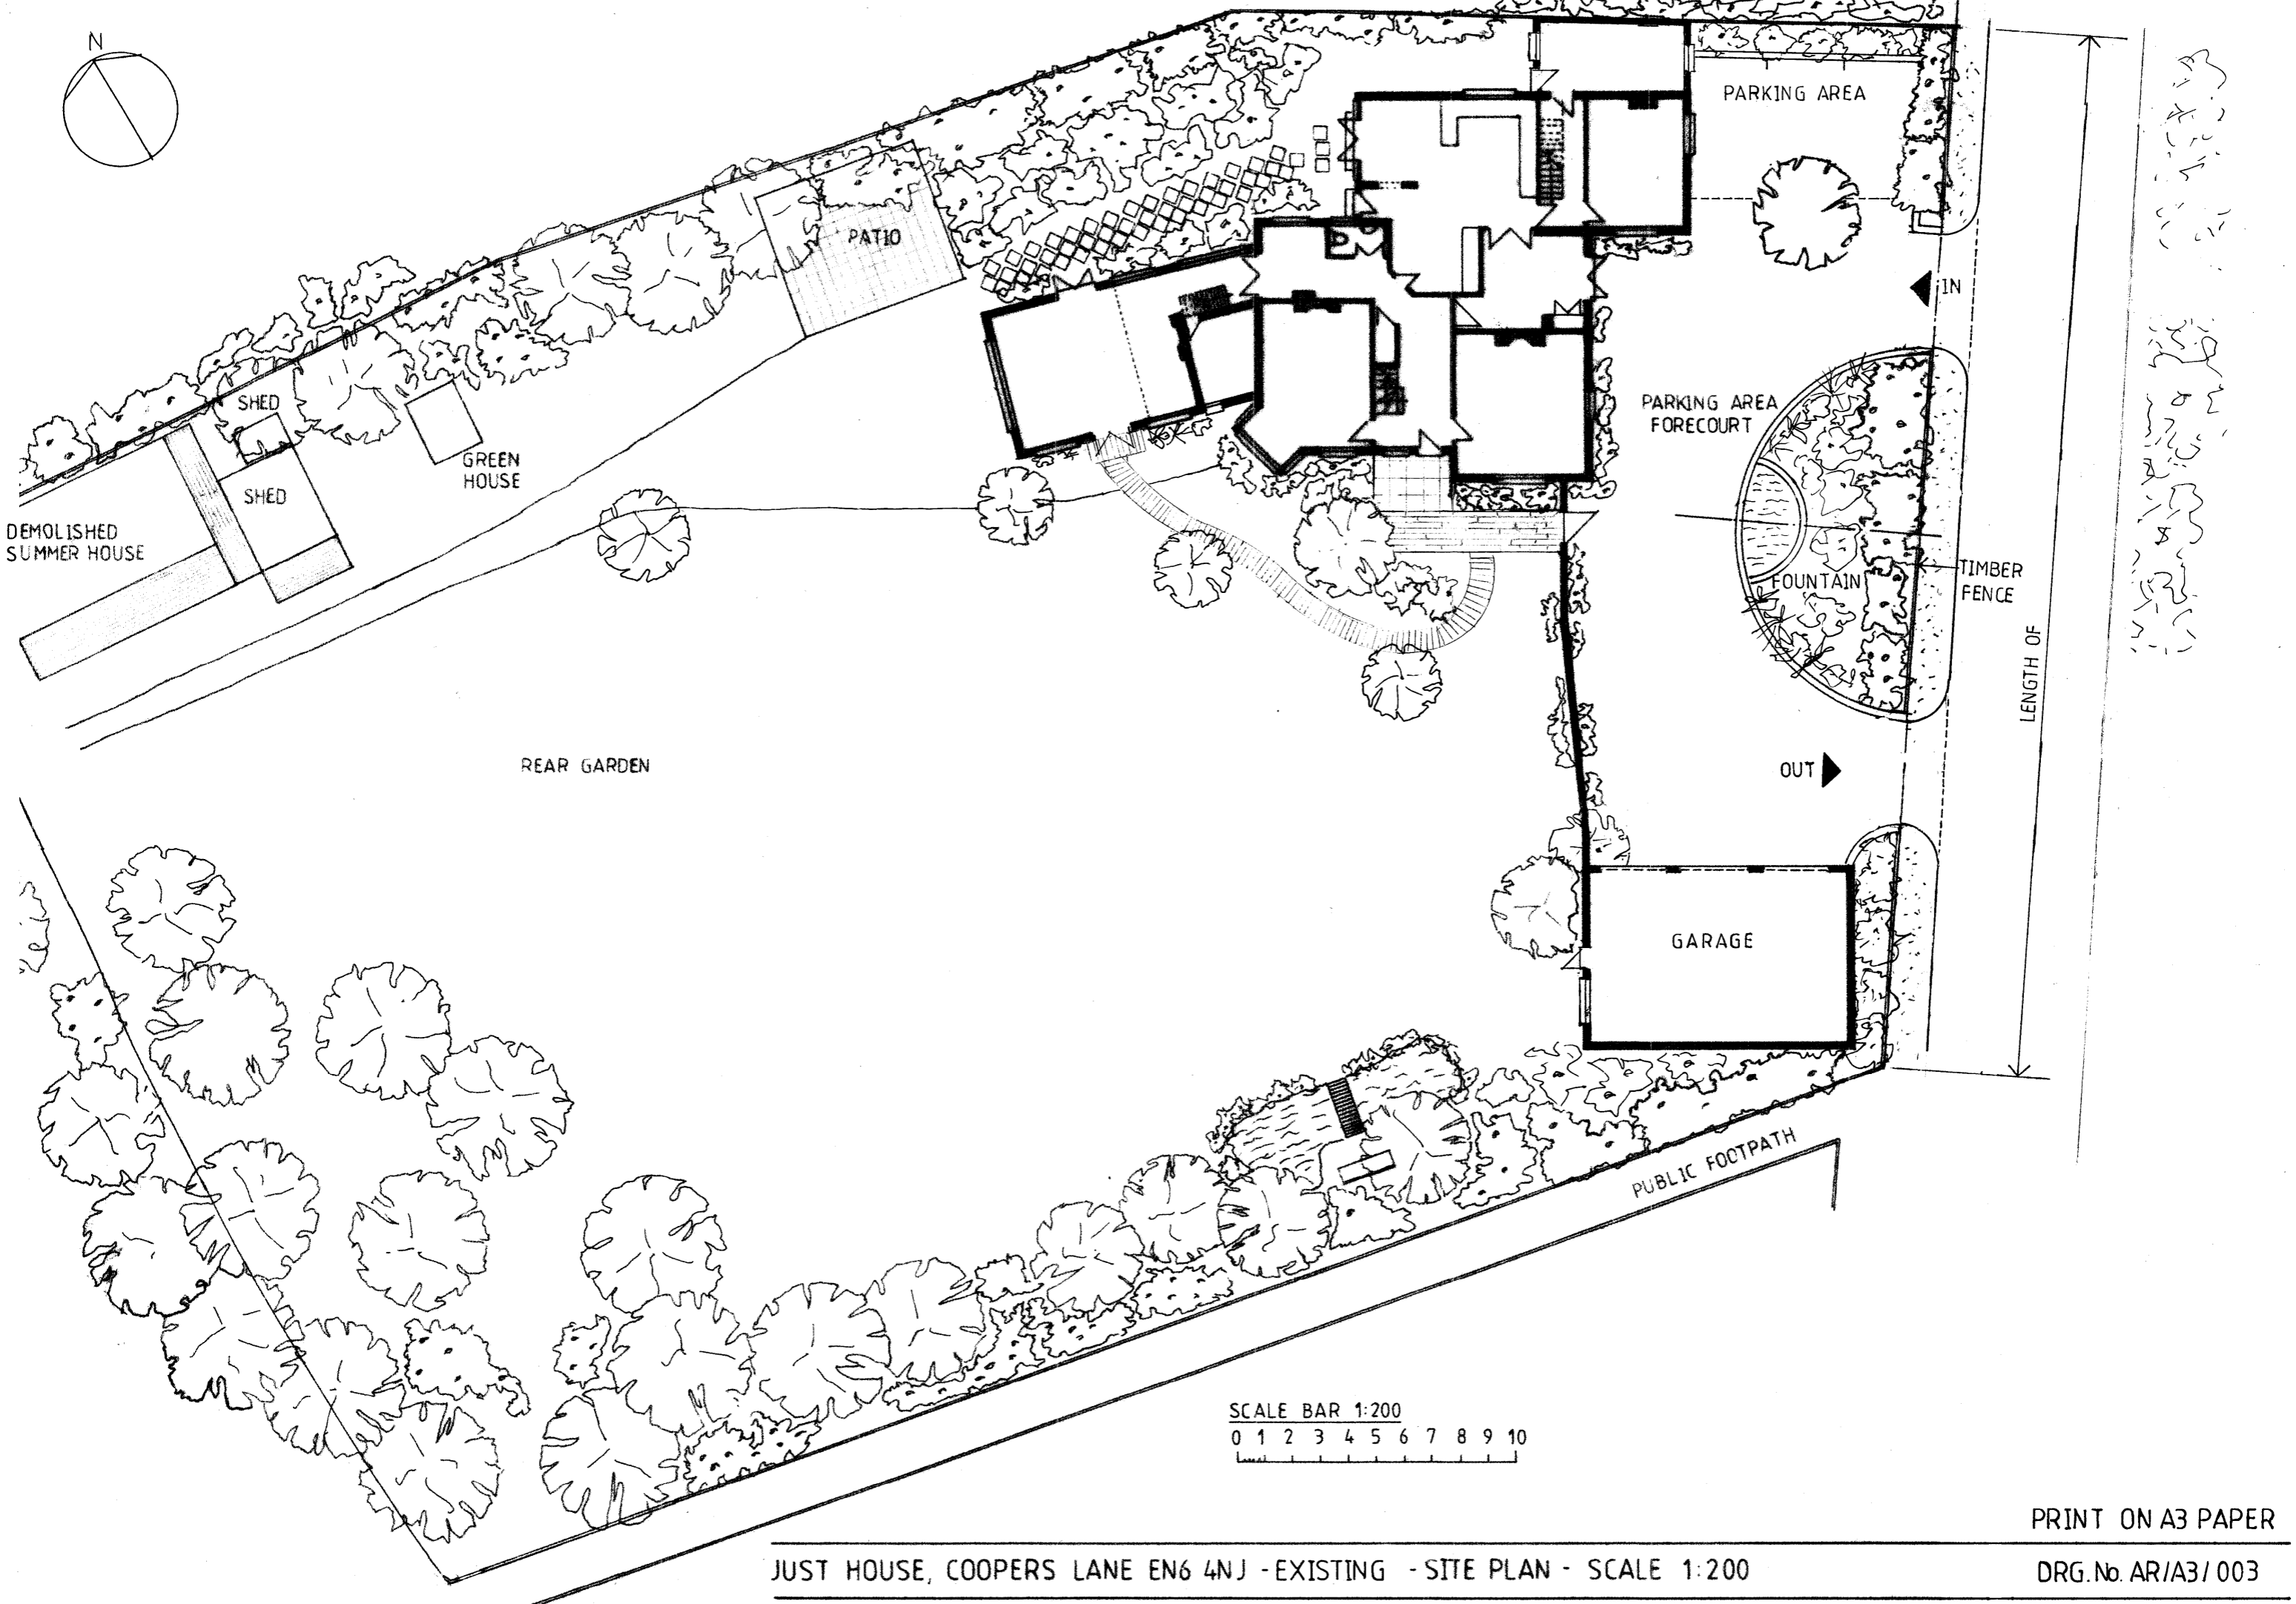 N
PARKING AREA
PATIO
IN
SHED
PARKING AREA
FORECOURT
GREEN
HOUSE
SHED
DEMOLISHED
SUMMER HOUSE
FOUNTAIN
TIMBER
FENCE
LENGTH OF
REAR GARDEN
OUT
GARAGE
PUBLIC FOOTPATH
SCALE BAR 1:200
0 1 2 3 4 5 6 7 8 9 10
PRINT ON A3 PAPER
JUST HOUSE, COOPERS LANE EN6 4NJ - EXISTING - SITE PLAN - SCALE 1:200
DRG.No. AR/A3/003